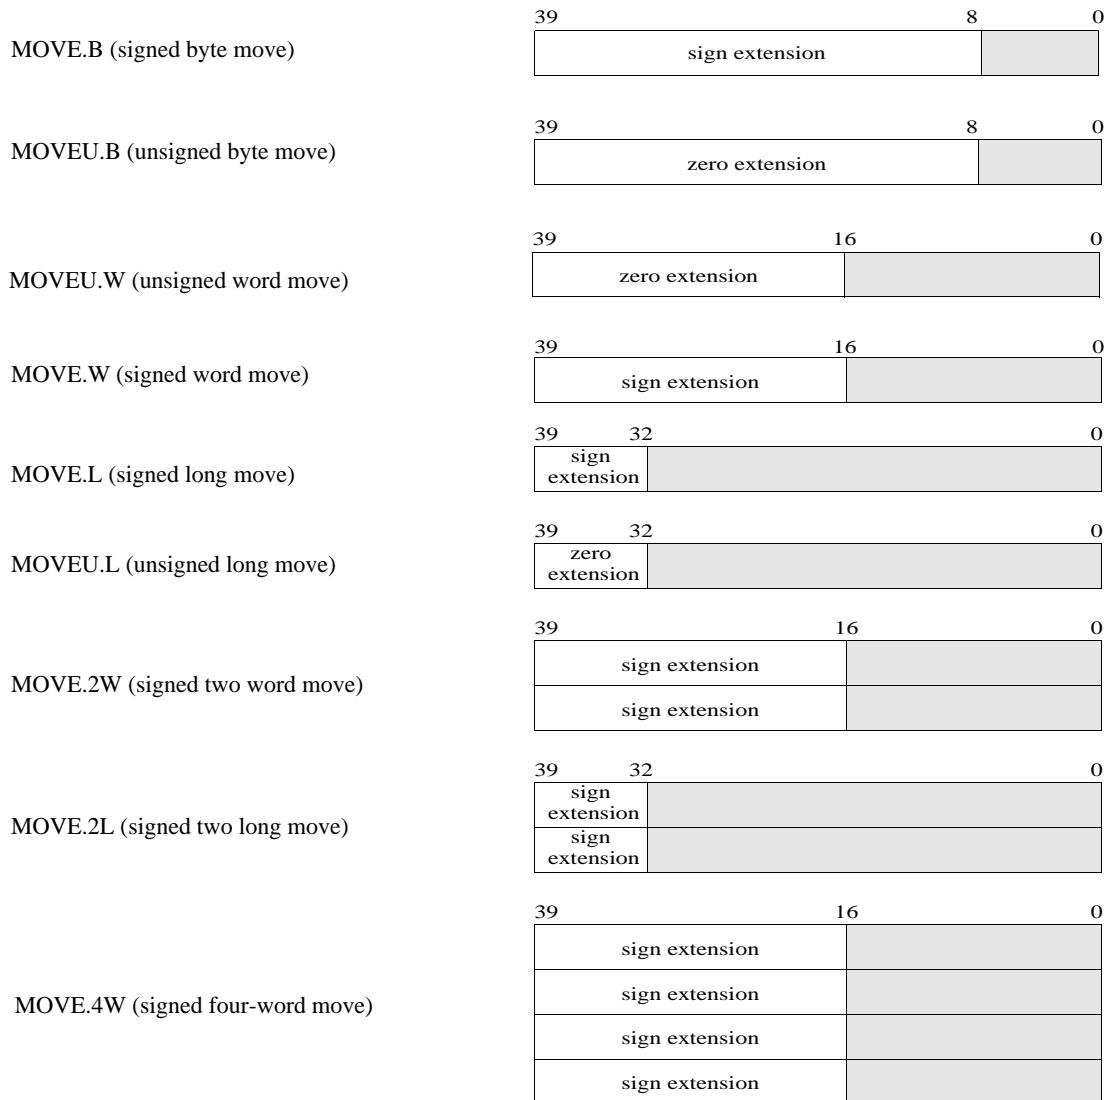 39 8 0
MOVE.B (signed byte move)
sign extension
39 8 0
MOVEU.B (unsigned byte move)
zero extension
39 16 0
MOVEU.W (unsigned word move)
zero extension
39 16 0
MOVE.W (signed word move)
sign extension
39 32 0
MOVE.L (signed long move)
sign
extension
39 32 0
MOVEU.L (unsigned long move)
zero
extension
39 16 0
MOVE.2W (signed two word move)
sign extension
sign extension
39 32 0
MOVE.2L (signed two long move)
sign
extension
sign
extension
39 16 0
MOVE.4W (signed four-word move)
sign extension
sign extension
sign extension
sign extension